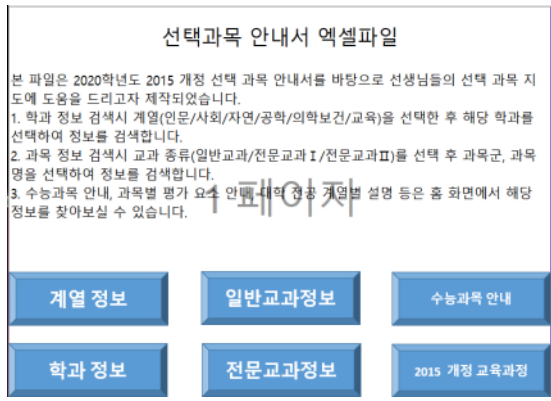 선택과목 안내서 엑셀파일
본 파일은 2020학년도 2015 개정 선택 과목 안내서를 바탕으로 선생님들의 선택 과목 지
도에 도움을 드리고자 제작되었습니다.
1. 학과 정보 검색시 계열(인문/사회/자연/공학/의학보건/교육)을 선택한 후 해당 학과를
선택하여 정보를 검색합니다.
2. 과목 정보 검색시 교과 종류(일반교과/전문교과Ⅰ/전문교과Ⅱ)를 선택 후 과목군, 과목
명을 선택하여 정보를 검색합니다.
3. 수능과목 안내, 과목별 평가 요소 안내, 대학 전공 계열별 설명 등은 홈 화면에서 해당
정보를 찾아보실 수 있습니다.
1 페이지
계열 정보
일반교과정보
수능과목 안내
학과 정보
전문교과정보
2015 개정 교육과정